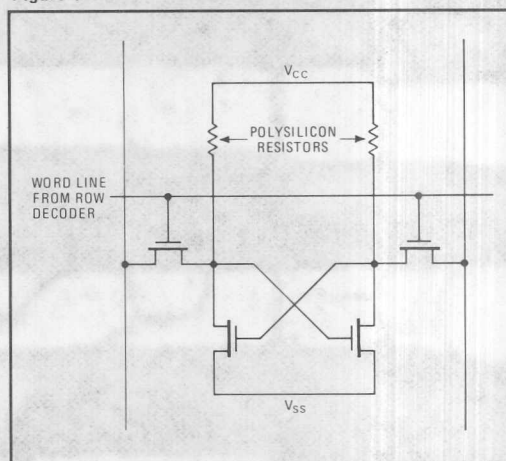 VCC
POLYSILICON
RESISTORS
WORD LINE
FROM ROW
DECODER
VSS